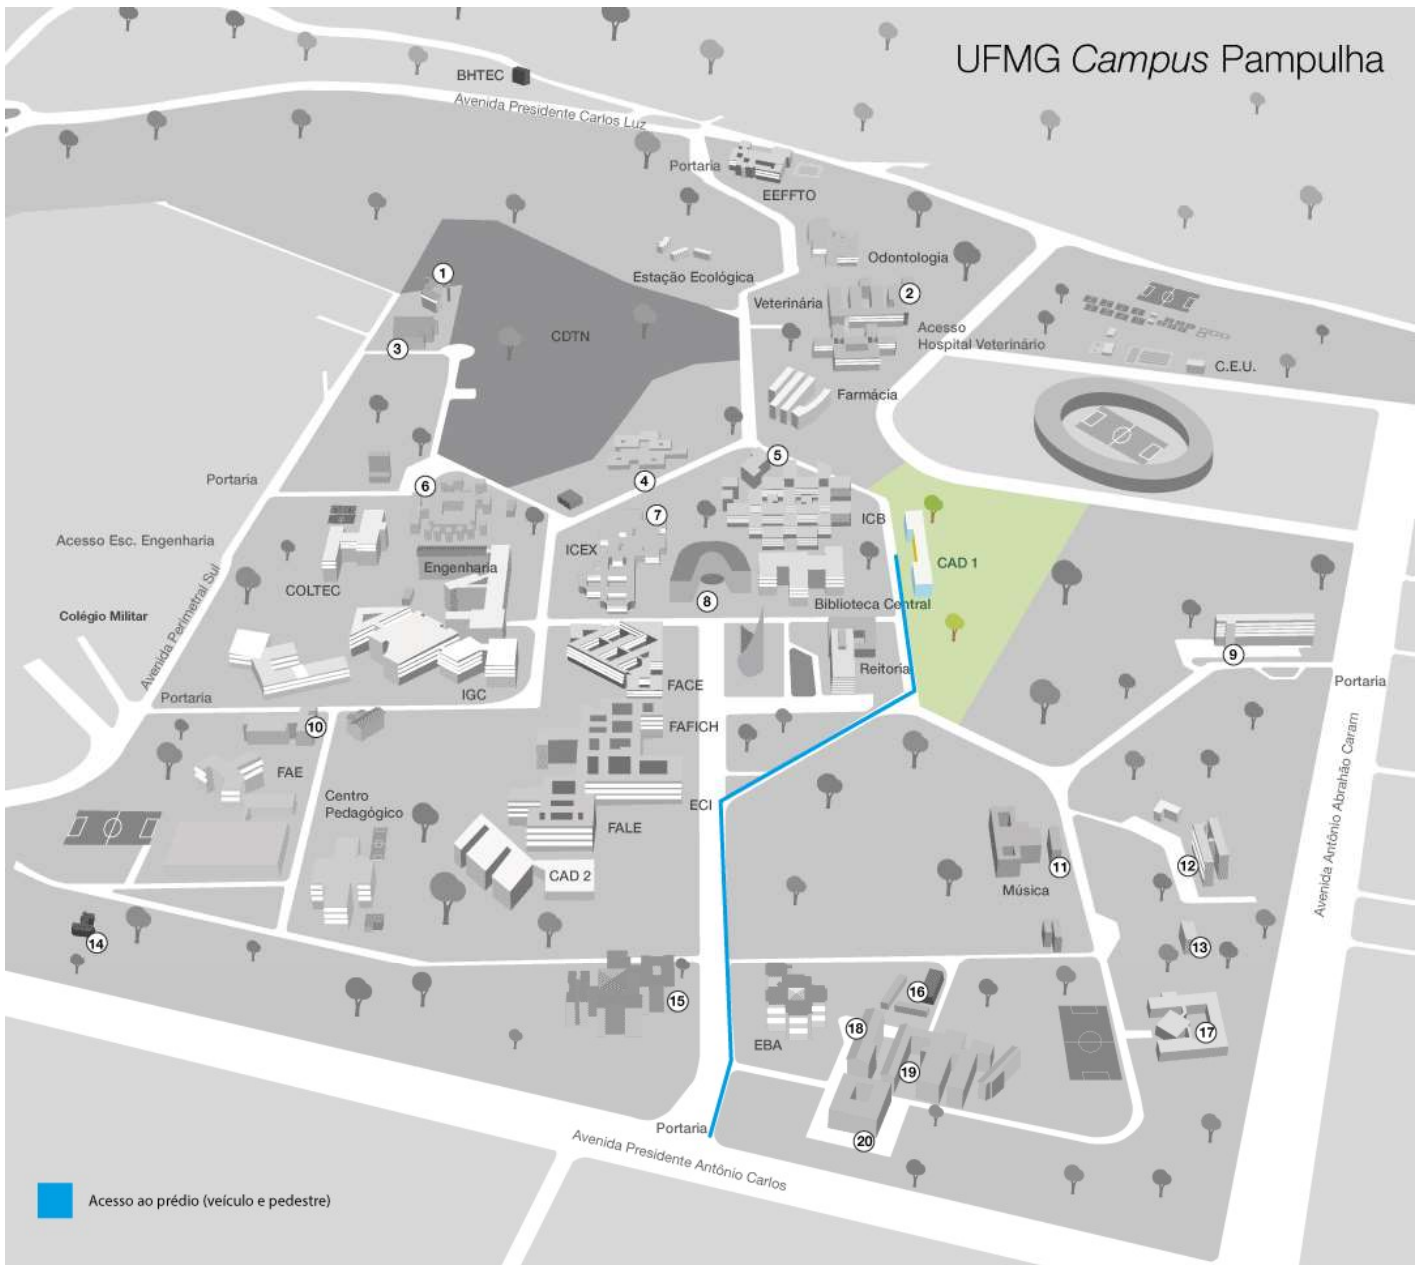 UFMG Campus Pampulha
BHTEC
Avenida Presidente Carlos Luz
Portaria
EEFFTO
Odontologia
Estação Ecológica
1
Veterinária
2
Acesso
Hospital Veterinário
CDTN
3
C.E.U.
Farmácia
5
4
Portaria
6
7
ICB
Acesso Esc. Engenharia
ICEX
CAD 1
Engenharia
COLTEC
8
Biblioteca Central
Colégio Militar
Avenida Perimetral Sul
9
Reitoria
Portaria
FACE
IGC
Portaria
10
FAFICH
FAE
Centro
Pedagógico
ECI
FALE
Avenida Antônio Abrahão Caram
11
12
CAD 2
Música
14
13
15
16
17
18
EBA
19
Portaria
20
Avenida Presidente Antônio Carlos
Acesso ao prédio (veículo e pedestre)